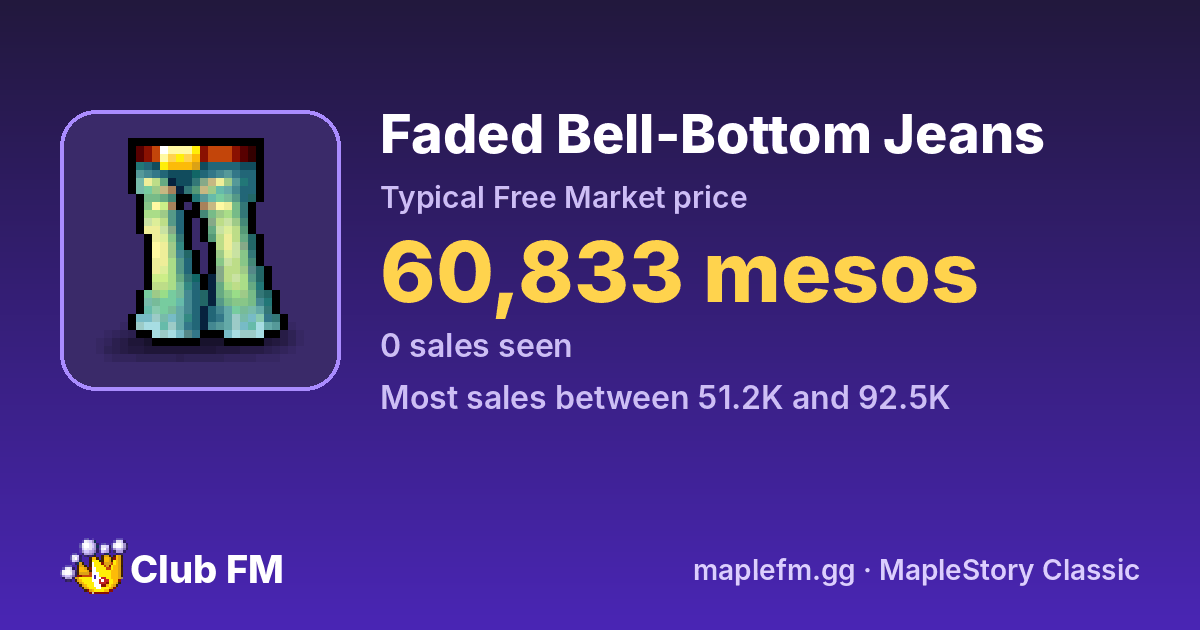 Faded Bell-Bottom Jeans
Typical Free Market price
60,833 mesos
0 sales seen
Most sales between 51.2K and 92.5K
Club FM
maplefm.gg · MapleStory Classic